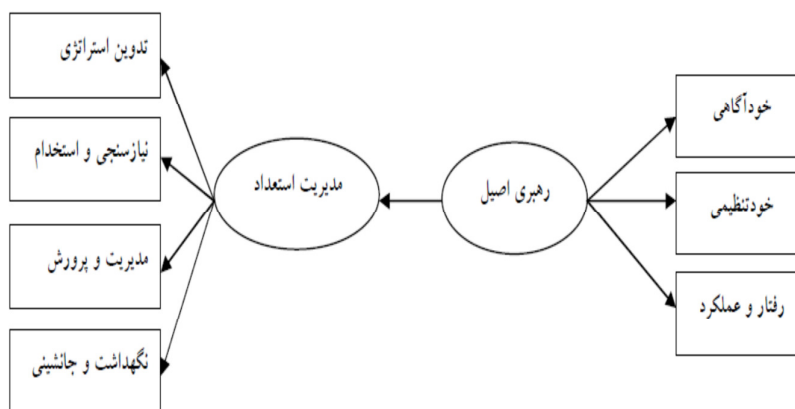 خودآگاهی
خودتنظیمی
رفتار و عملکرد
رهبری اصیل
مدیریت استعداد
تدوین استراتژی
نیازسنجی و استخدام
مدیریت و پرورش
نگهداشت و جانشینی